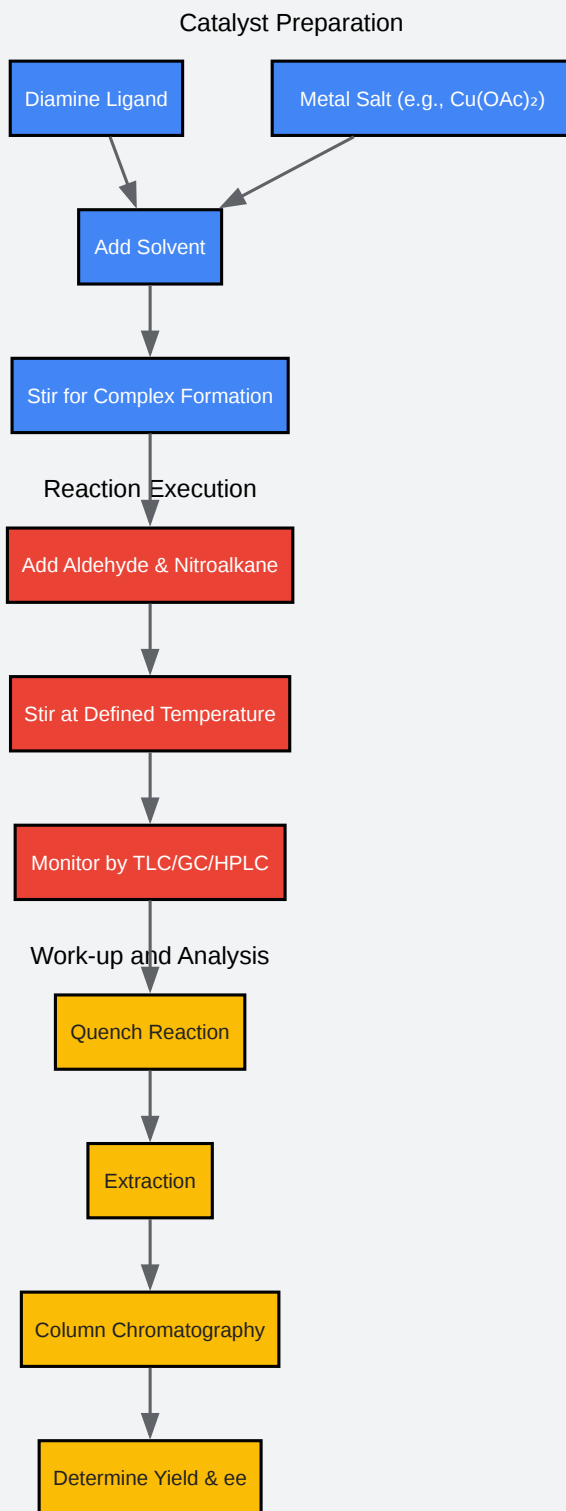 Catalyst Preparation
Diamine Ligand
Metal Salt (e.g., Cu(OAc)₂)
Add Solvent
Stir for Complex Formation
Reaction Execution
Add Aldehyde & Nitroalkane
Stir at Defined Temperature
Monitor by TLC/GC/HPLC
Work-up and Analysis
Quench Reaction
Extraction
Column Chromatography
Determine Yield & ee